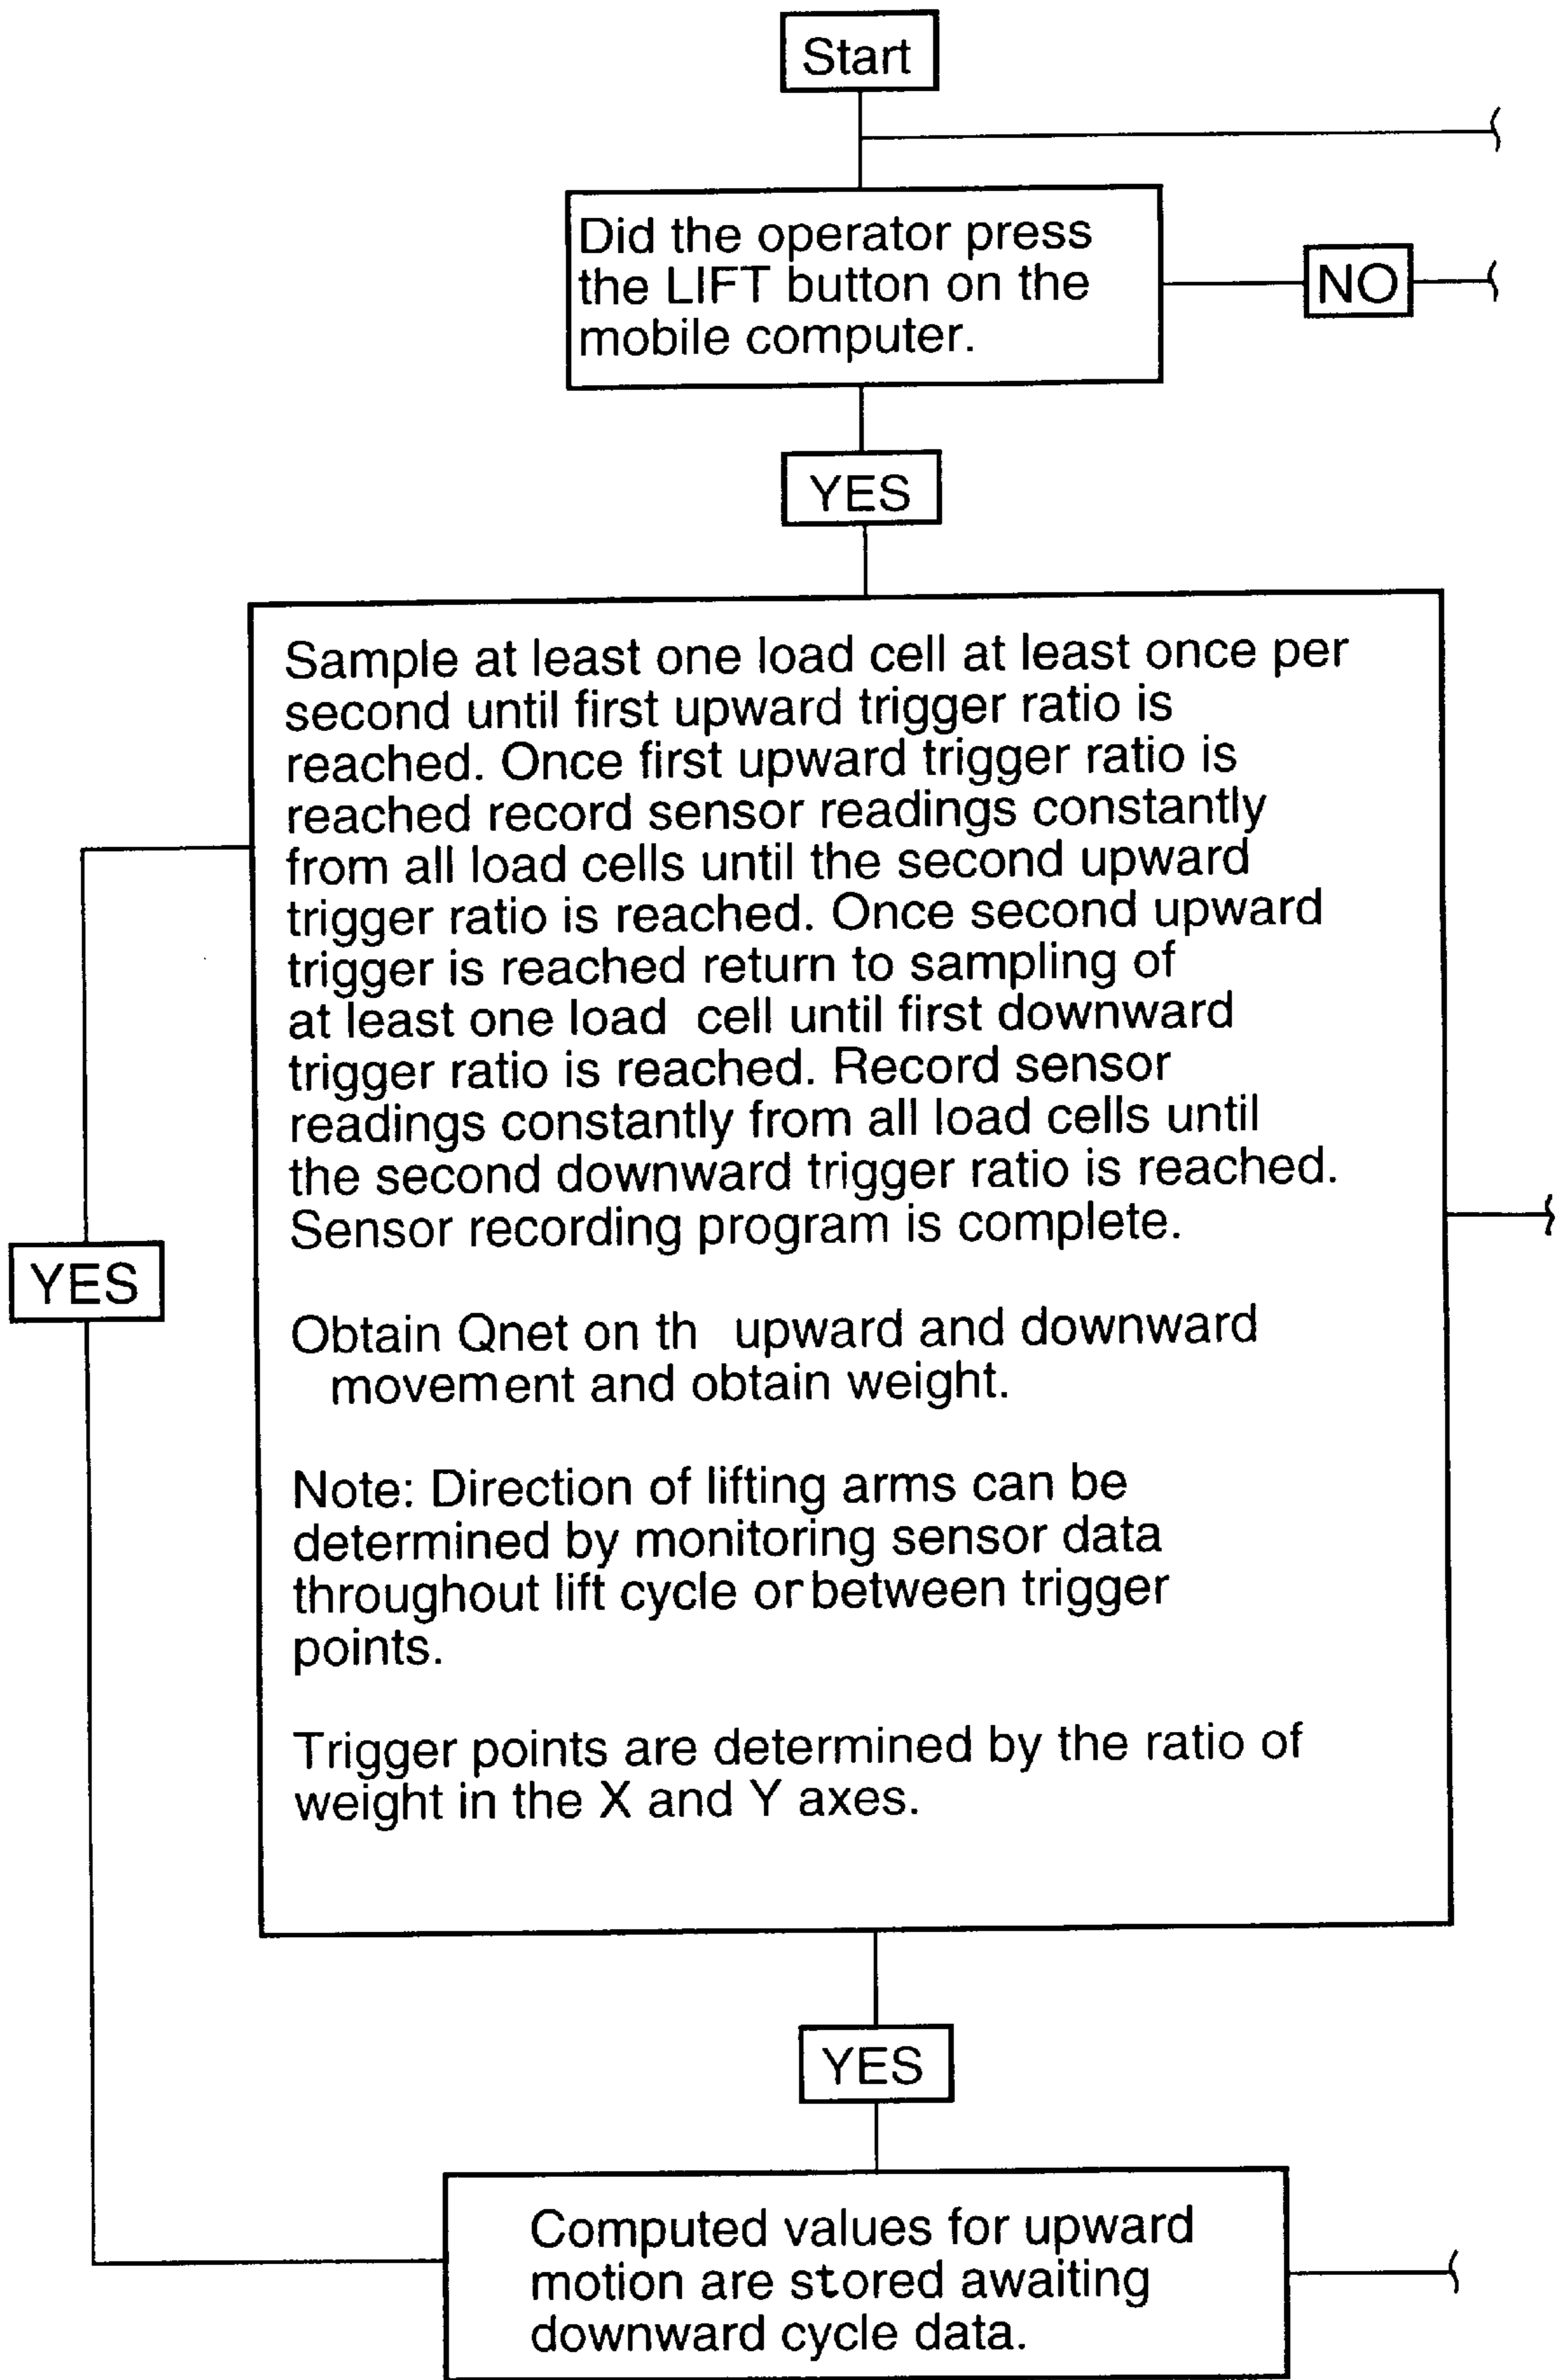 Start
Did the operator press
the LIFT button on the
mobile computer.
NO
YES
Sample at least one load cell at least once per
second until first upward trigger ratio is
reached. Once first upward trigger ratio is
reached record sensor readings constantly
from all load cells until the second upward
trigger ratio is reached. Once second upward
trigger is reached return to sampling of
at least one load cell until first downward
trigger ratio is reached. Record sensor
readings constantly from all load cells until
the second downward trigger ratio is reached.
Sensor recording program is complete.
YES
Obtain Qnet on th upward and downward
movement and obtain weight.
Note: Direction of lifting arms can be
determined by monitoring sensor data
throughout lift cycle or between trigger
points.
Trigger points are determined by the ratio of
weight in the X and Y axes.
YES
Computed values for upward
motion are stored awaiting
downward cycle data.